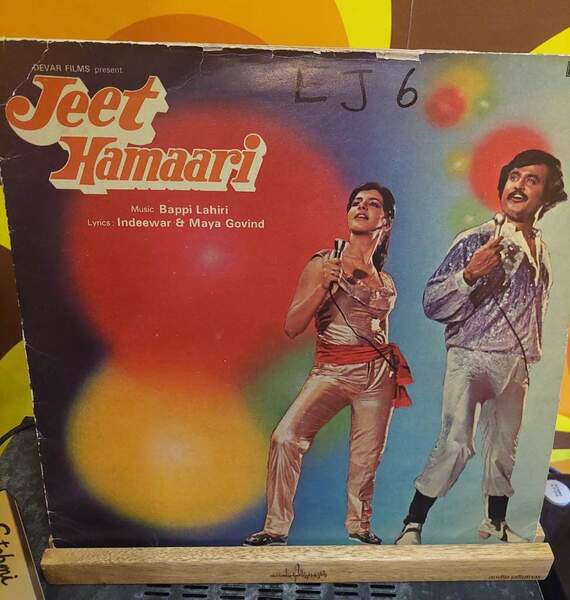 DEVAR FILMS present
Jeet
Hamaari
LJ6
Music: Bappi Lahiri
Lyrics: Indeewar & Maya Govind